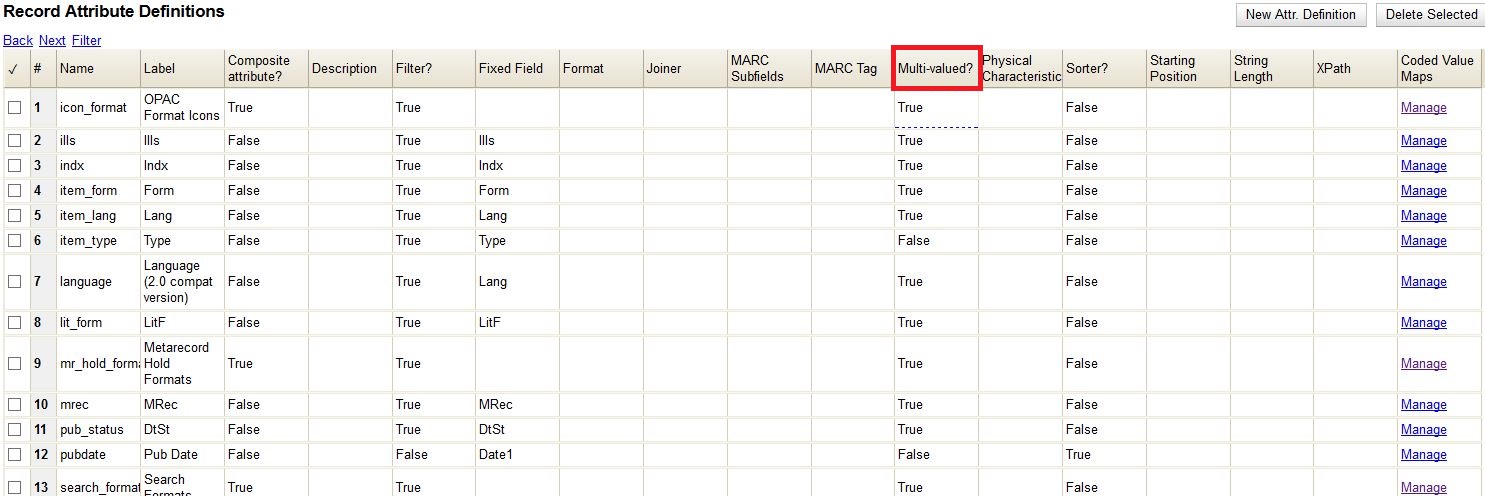 Record Attribute Definitions
New Attr. Definition Delete Selected
Back Next Filter
✓ # Name Label Composite attribute? Description Filter? Fixed Field Format Joiner MARC Subfields MARC Tag Multi-valued? Physical Characteristic Sorter? Starting Position String Length XPath Coded Value Maps
1 icon_format OPAC Format Icons True True True False Manage
2 ills Ills False True Ills True False Manage
3 indx Indx False True Indx True False Manage
4 item_form Form False True Form True False Manage
5 item_lang Lang False True Lang True False Manage
6 item_type Type False True Type False False Manage
7 language Language (2.0 compat version) False True Lang True False Manage
8 lit_form LitF False True LitF True False Manage
9 mr_hold_forma Metarecord Hold Formats True True True False Manage
10 mrec MRec False True MRec True False Manage
11 pub_status DtSt False True DtSt True False Manage
12 pubdate Pub Date False False Date1 False True Manage
13 search_format Search Formats True True True False Manage